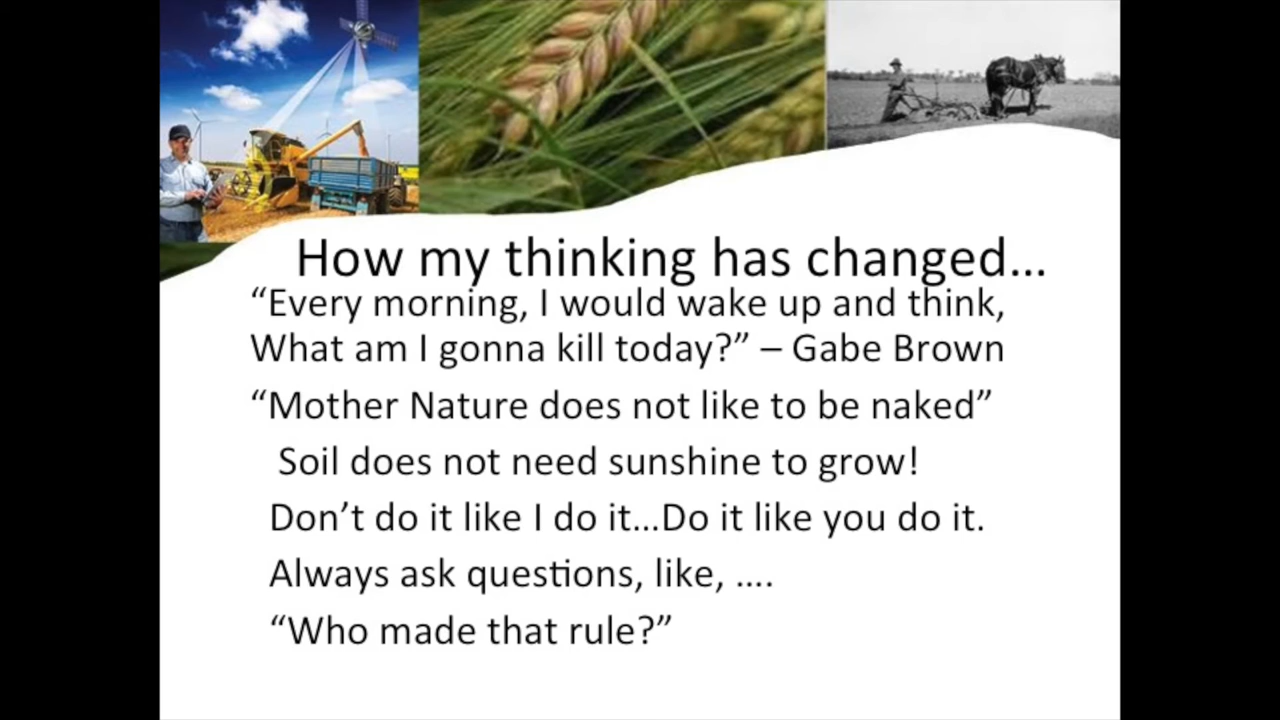 How my thinking has changed…
“Every morning, I would wake up and think,
What am I gonna kill today?” – Gabe Brown
“Mother Nature does not like to be naked”
Soil does not need sunshine to grow!
Don’t do it like I do it…Do it like you do it.
Always ask questions, like, ….
“Who made that rule?”